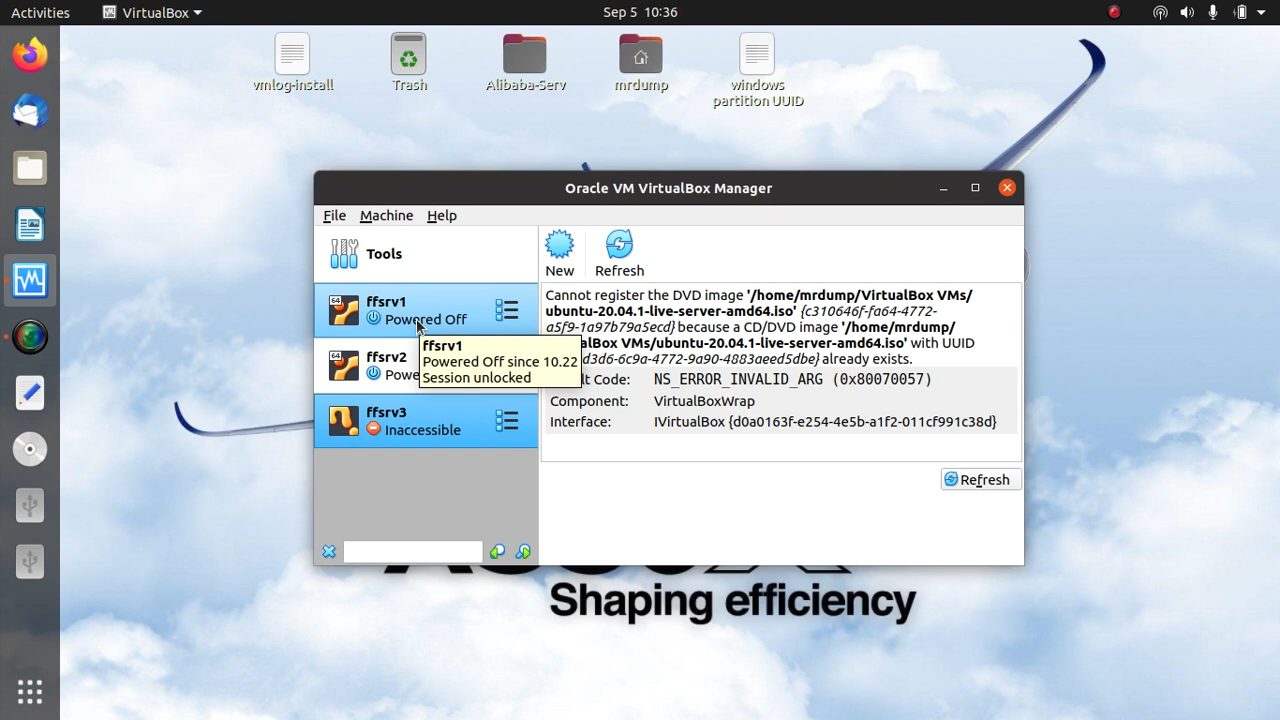 Activities
VirtualBox
Sep 5 10:36
vmlog-install
Trash
Alibaba-Serv
mrdump
windows
partition UUID
Oracle VM VirtualBox Manager
File
Machine
Help
Tools
New
Refresh
64
ffsrv1
Powered Off
64
ffsrv2
Powe
ffsrv3
Inaccessible
ffsrv1
Powered Off since 10.22
Session unlocked
Cannot register the DVD image '/home/mrdump/VirtualBox VMs/
ubuntu-20.04.1-live-server-amd64.iso' {c310646f-fa64-4772-
a5f9-1a97b79a5ecd} because a CD/DVD image '/home/mrdump/
alBox VMs/ubuntu-20.04.1-live-server-amd64.iso' with UUID
d3d6-6c9a-4772-9a90-4883aeed5dbe} already exists.
lt Code: NS_ERROR_INVALID_ARG (0x80070057)
Component: VirtualBoxWrap
Interface: IVirtualBox {d0a0163f-e254-4e5b-a1f2-011cf991c38d}
Refresh
Shaping efficiency